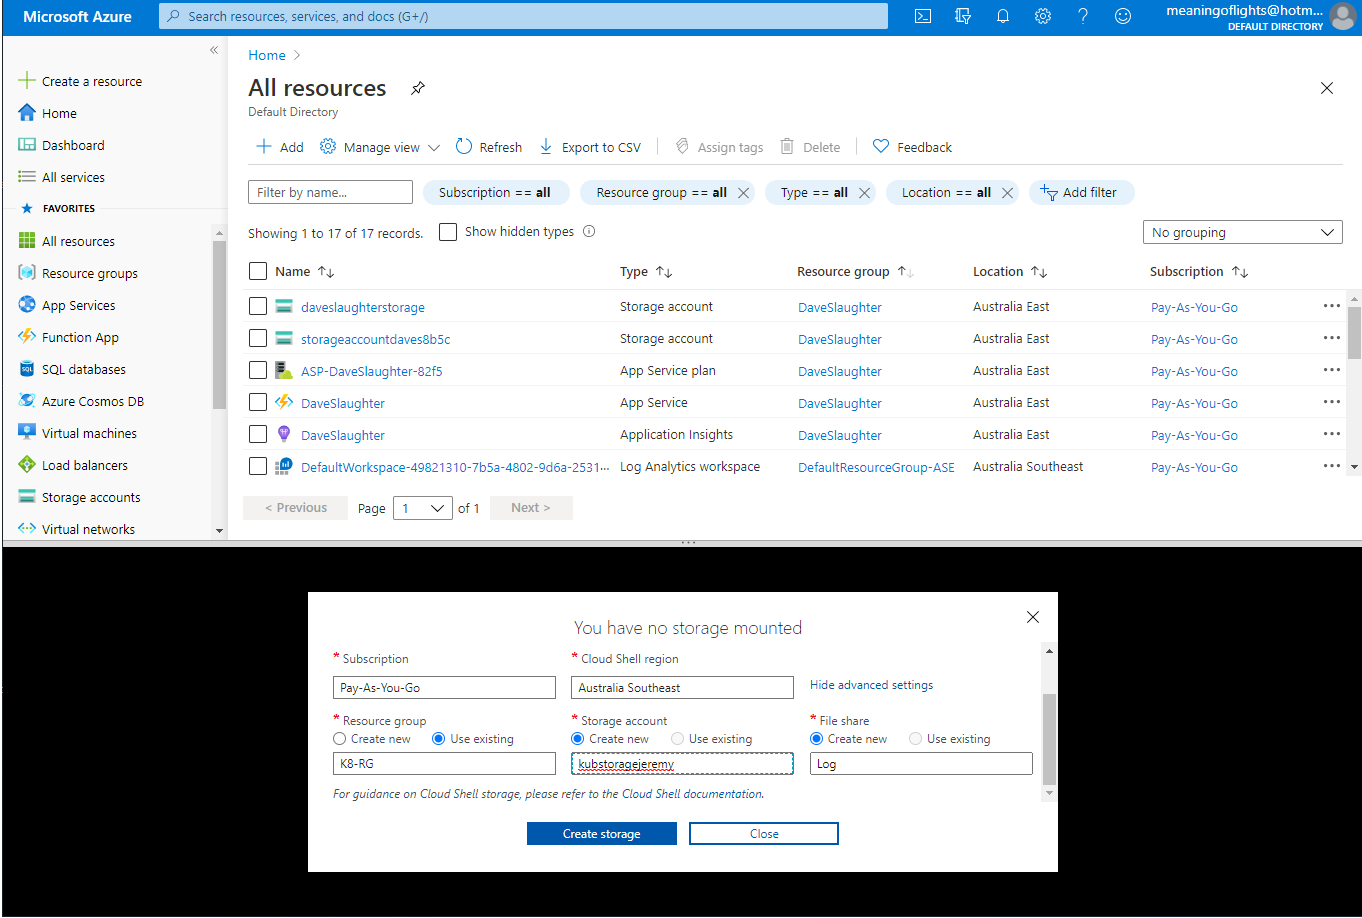 Microsoft Azure
Search resources, services, and docs (G+/)
meaningoflights@hotm...
DEFAULT DIRECTORY
Create a resource
Home
Dashboard
All services
FAVORITES
All resources
Resource groups
App Services
Function App
SQL databases
Azure Cosmos DB
Virtual machines
Load balancers
Storage accounts
Virtual networks
Home
All resources
Default Directory
Add Manage view Refresh Export to CSV Assign tags Delete Feedback
Filter by name... Subscription == all Resource group == all Type == all Location == all Add filter
Showing 1 to 17 of 17 records. Show hidden types No grouping
Name Type Resource group Location Subscription
daveslaughterstorage Storage account DaveSlaughter Australia East Pay-As-You-Go
storageaccountdaves8b5c Storage account DaveSlaughter Australia East Pay-As-You-Go
ASP-DaveSlaughter-82f5 App Service plan DaveSlaughter Australia East Pay-As-You-Go
DaveSlaughter App Service DaveSlaughter Australia East Pay-As-You-Go
DaveSlaughter Application Insights DaveSlaughter Australia East Pay-As-You-Go
DefaultWorkspace-49821310-7b5a-4802-9d6a-2531... Log Analytics workspace DefaultResourceGroup-ASE Australia Southeast Pay-As-You-Go
< Previous Page 1 of 1 Next >
You have no storage mounted
* Subscription * Cloud Shell region
Pay-As-You-Go Australia Southeast Hide advanced settings
* Resource group * Storage account * File share
Create new Use existing Create new Use existing Create new Use existing
K8-RG kubstoragejeremy Log
For guidance on Cloud Shell storage, please refer to the Cloud Shell documentation.
Create storage Close